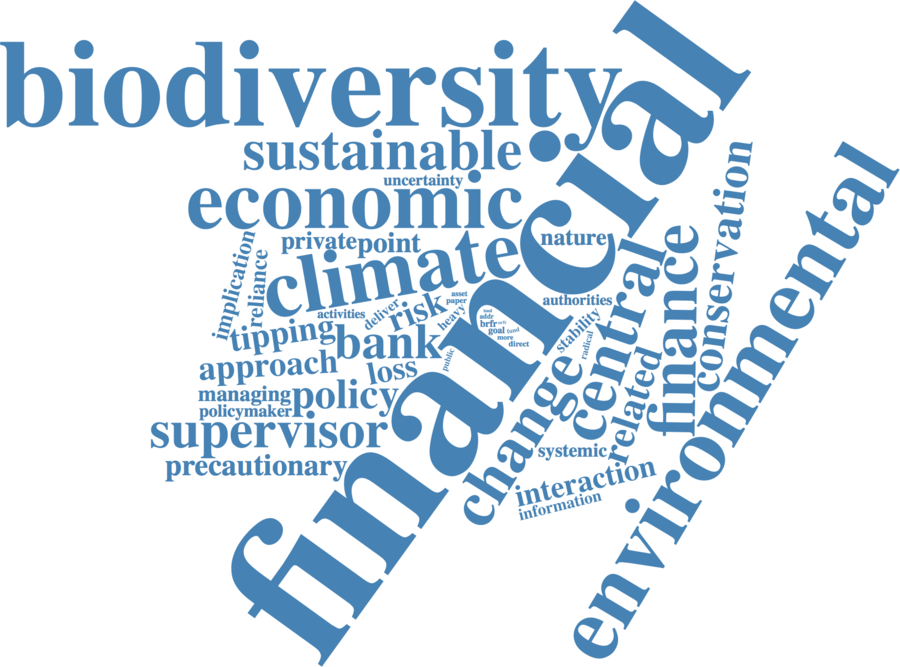 biodiversity
financial
sustainable
uncertainty
economic
environmental
conservation
private
point
nature
climate
central
finance
implication
reliance
activities
deliver
risk
asset
paper
heavy
authorities
tipping
bank
goal
fund
more
direct
brfr
stability
radical
public
approach
loss
change
related
managing
policy
policymaker
supervisor
systemic
precautionary
interaction
information